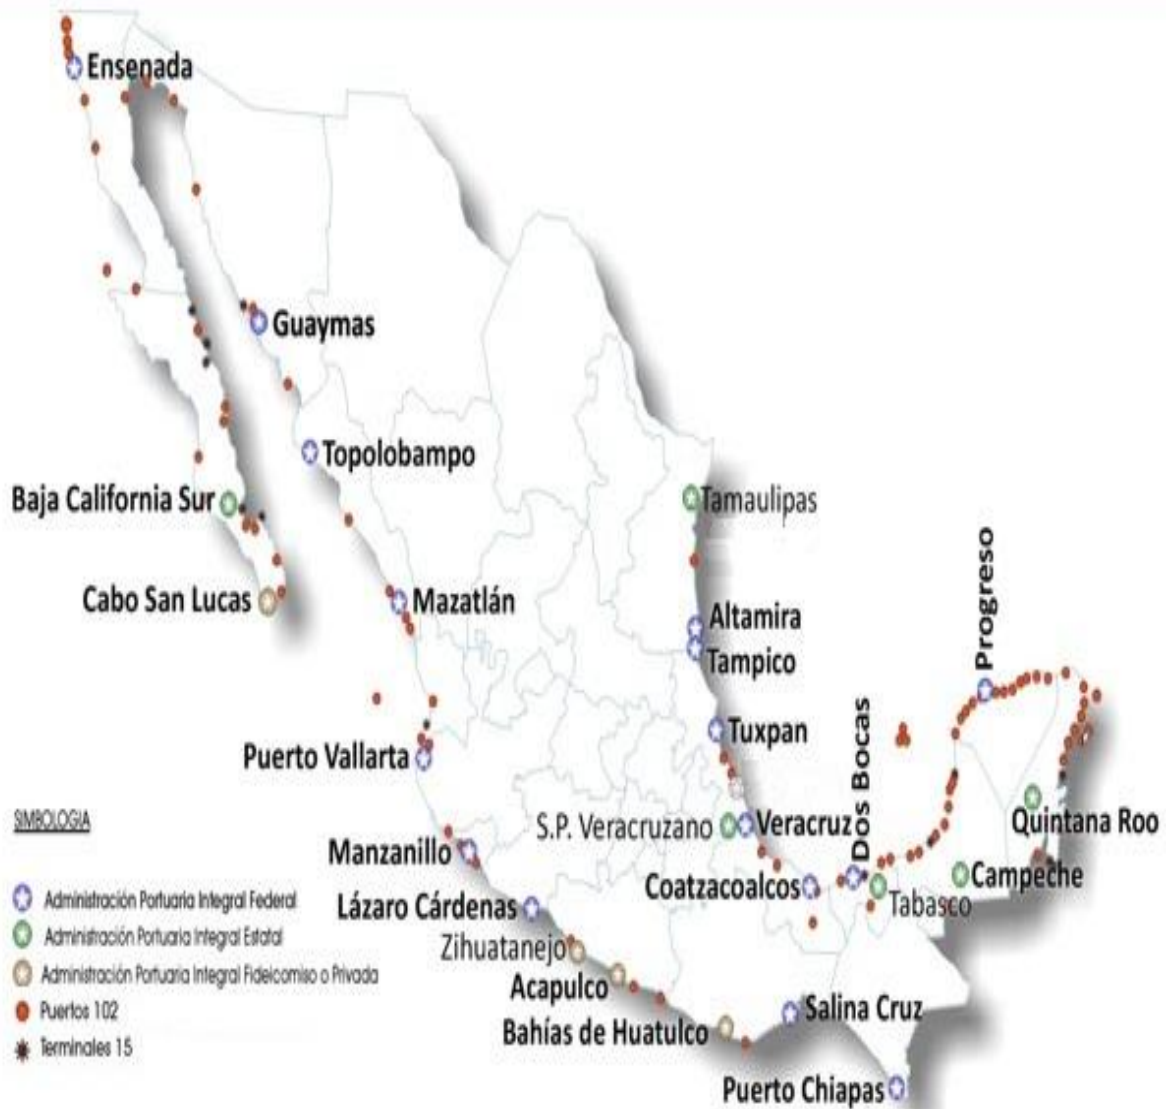 Ensenada
Guaymas
Topolobampo
Baja California Sur
Tamaulipas
Progreso
Cabo San Lucas
Mazatlán
Altamira
Tampico
Dos Bocas
Tuxpan
Puerto Vallarta
SIMBOLOGIA
S.P. Veracruzano
Veracruz
Quintana Roo
Manzanillo
Coatzacoalcos
Campeche
Administración Portuaria Integral Federal
Lázaro Cárdenas
Tabasco
Administración Portuaria Integral Estatal
Zihuatanejo
Administración Portuaria Integral Fideicomiso o Privada
Acapulco
Puertos 102
Salina Cruz
Bahías de Huatulco
Terminales 15
Puerto Chiapas